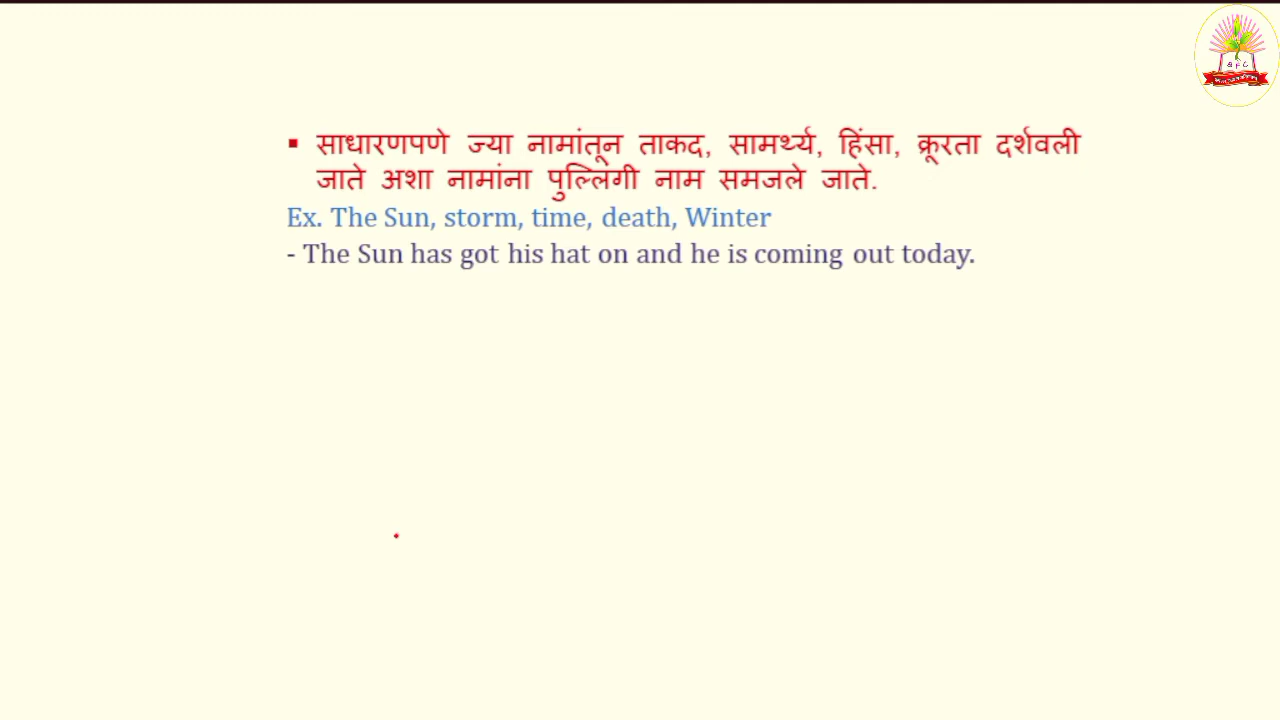 ▪ साधारणपणे ज्या नामांतून ताकद, सामर्थ्य, हिंसा, क्रूरता दर्शवली
जाते अशा नामांना पुल्लिंगी नाम समजले जाते.
Ex. The Sun, storm, time, death, Winter
- The Sun has got his hat on and he is coming out today.